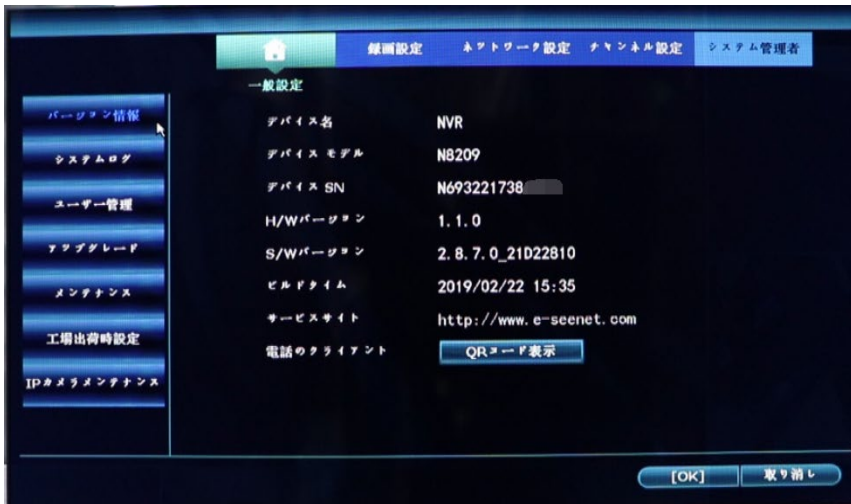 録画設定 ネットワーク設定 チャンネル設定 システム管理者
一般設定
バージョン情報
システムログ
ユーザー管理
アップグレード
メンテナンス
工場出荷時設定
IPカメラメンテナンス
デバイス名 NVR
デバイス モデル N8209
デバイス SN N693221738
H/Wバージョン 1.1.0
S/Wバージョン 2.8.7.0_21D22810
ビルドタイム 2019/02/22 15:35
サービスサイト http://www.e-seenet.com
電話のクライアント QRコード表示
[OK] 取り消し